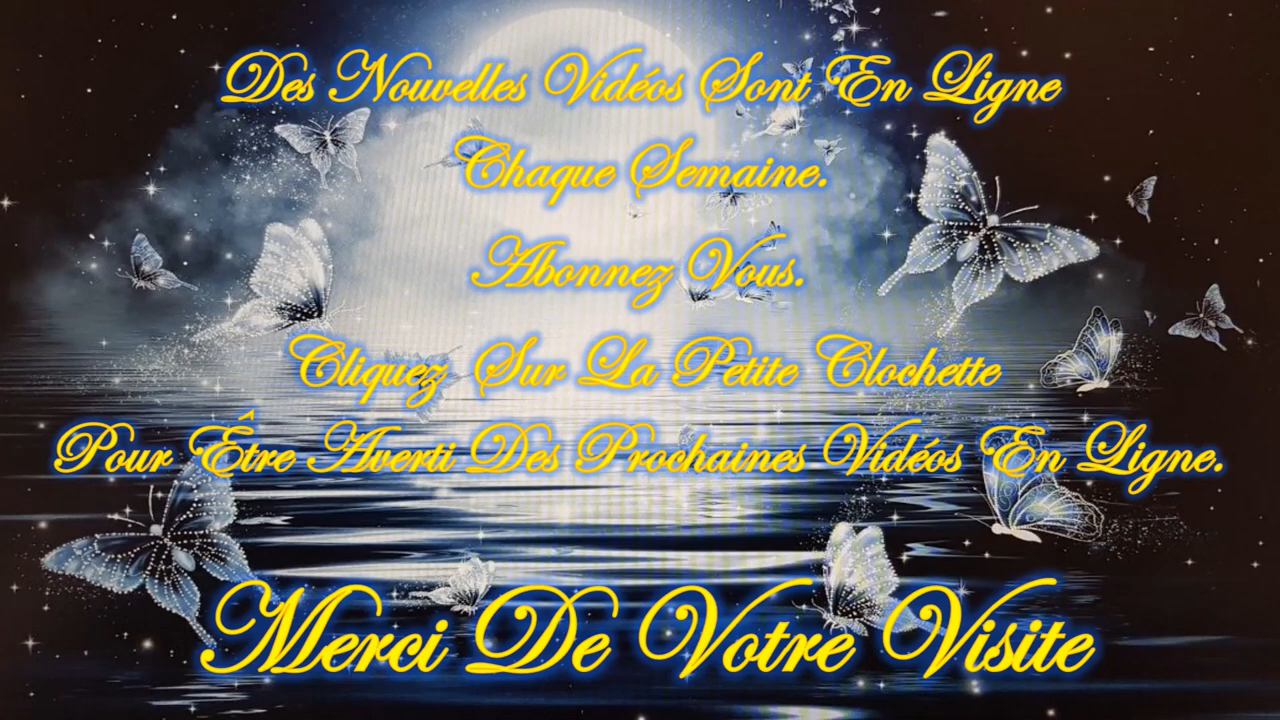 Des Nouvelles Vidéos Sont En Ligne
Chaque Semaine.
Abonnez Vous.
Cliquez Sur La Petite Clochette
Pour Être Averti Des Prochaines Vidéos En Ligne.
Merci De Votre Visite